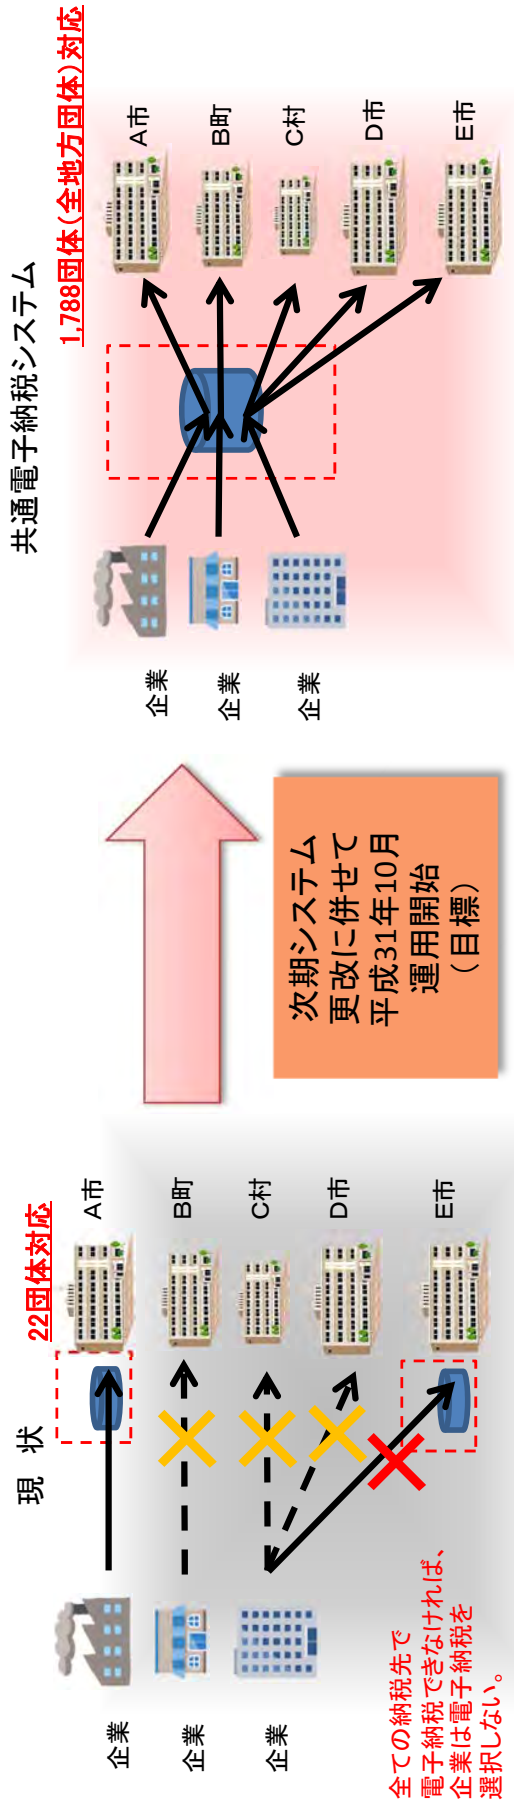 現　状
22団体対応
企業
企業
企業
A市
B町
C村
D市
E市
全ての納税先で
電子納税できなければ、
企業は電子納税を
選択しない。
次期システム
更改に併せて
平成31年10月
運用開始
（目標）
共通電子納税システム
1,788団体（全地方団体）対応
企業
企業
企業
A市
B町
C村
D市
E市